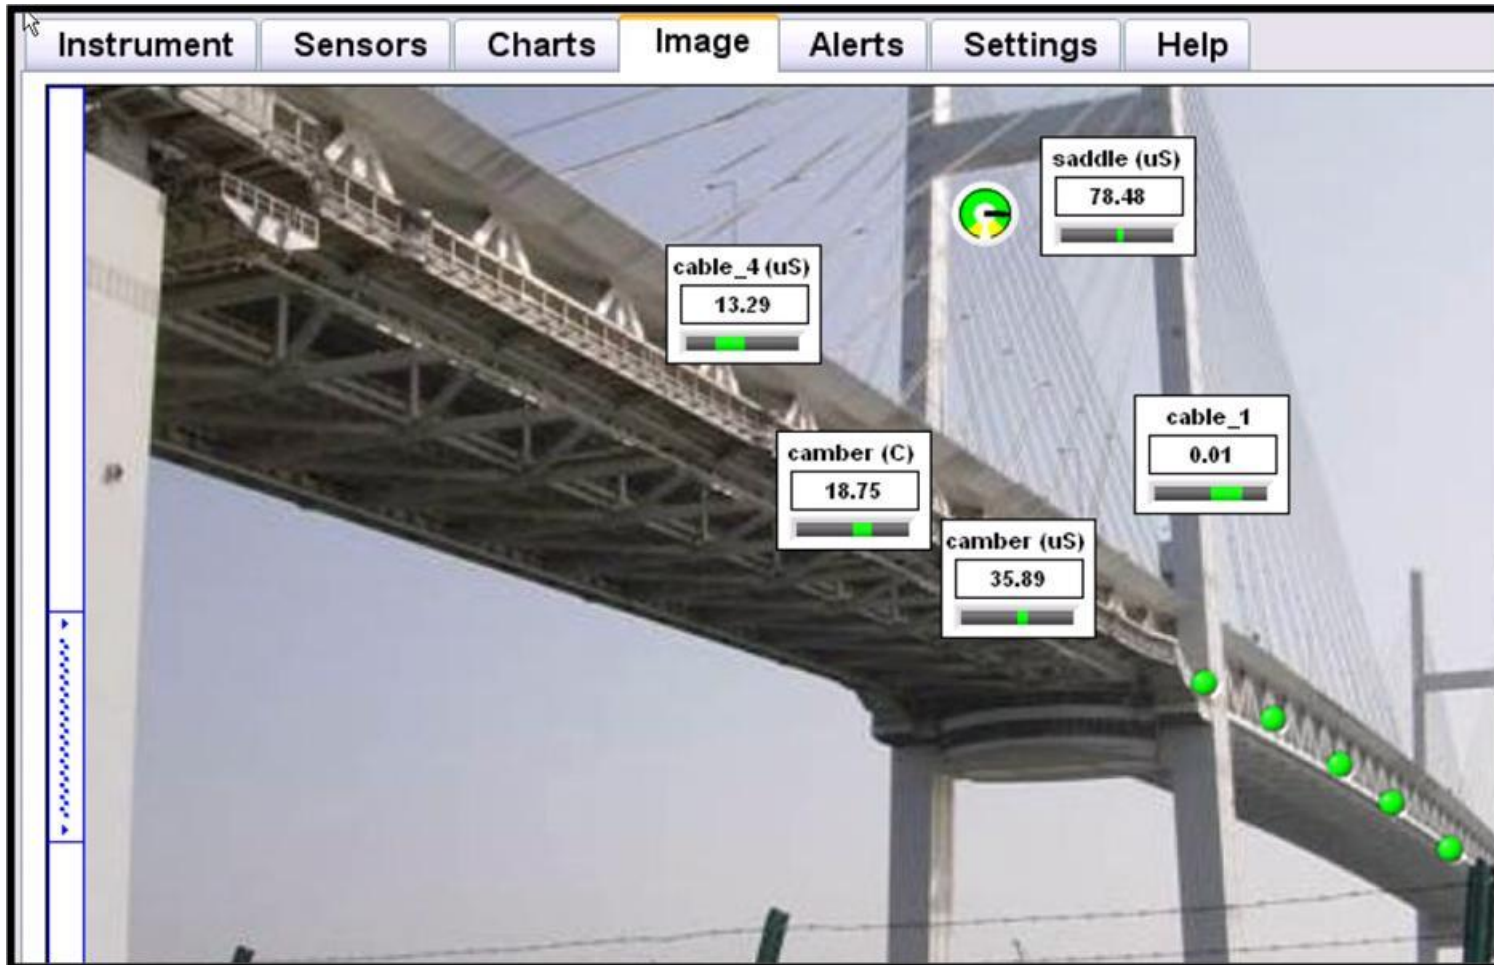 Instrument Sensors Charts Image Alerts Settings Help
saddle (uS)
78.48
cable_4 (uS)
13.29
cable_1
0.01
camber (C)
18.75
camber (uS)
35.89